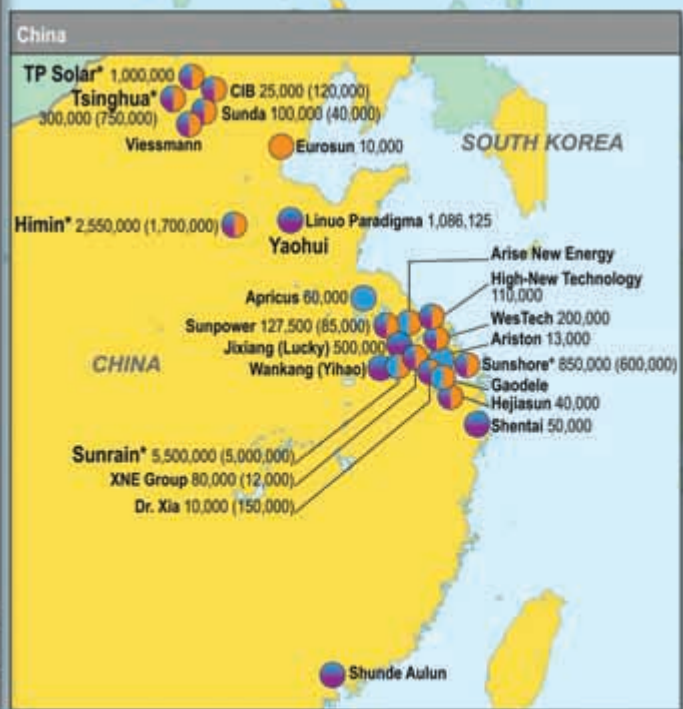 China
TP Solar* 1,000,000
CIB 25,000 (120,000)
Tsinghua*
300,000 (750,000)
Sunda 100,000 (40,000)
Viessmann
Eurosun 10,000
SOUTH KOREA
Himin* 2,550,000 (1,700,000)
Linuo Paradigma 1,086,125
Yaohui
Arise New Energy
High-New Technology
110,000
Apricus 60,000
WesTech 200,000
Sunpower 127,500 (85,000)
Ariston 13,000
Jixiang (Lucky) 500,000
CHINA
Wankang (Yihao)
Sunshore* 850,000 (600,000)
Gaodele
Hejiasun 40,000
Shentai 50,000
Sunrain* 5,500,000 (5,000,000)
XNE Group 80,000 (12,000)
Dr. Xia 10,000 (150,000)
Shunde Aulun